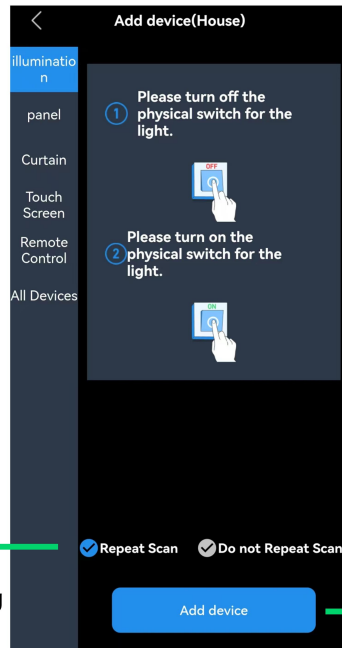 Add device(House)
illuminatio
n
panel
Curtain
Touch
Screen
Remote
Control
All Devices
1 Please turn off the
physical switch for the
light.
OFF
2 Please turn on the
physical switch for the
light.
ON
Repeat Scan Do not Repeat Scan
Add device